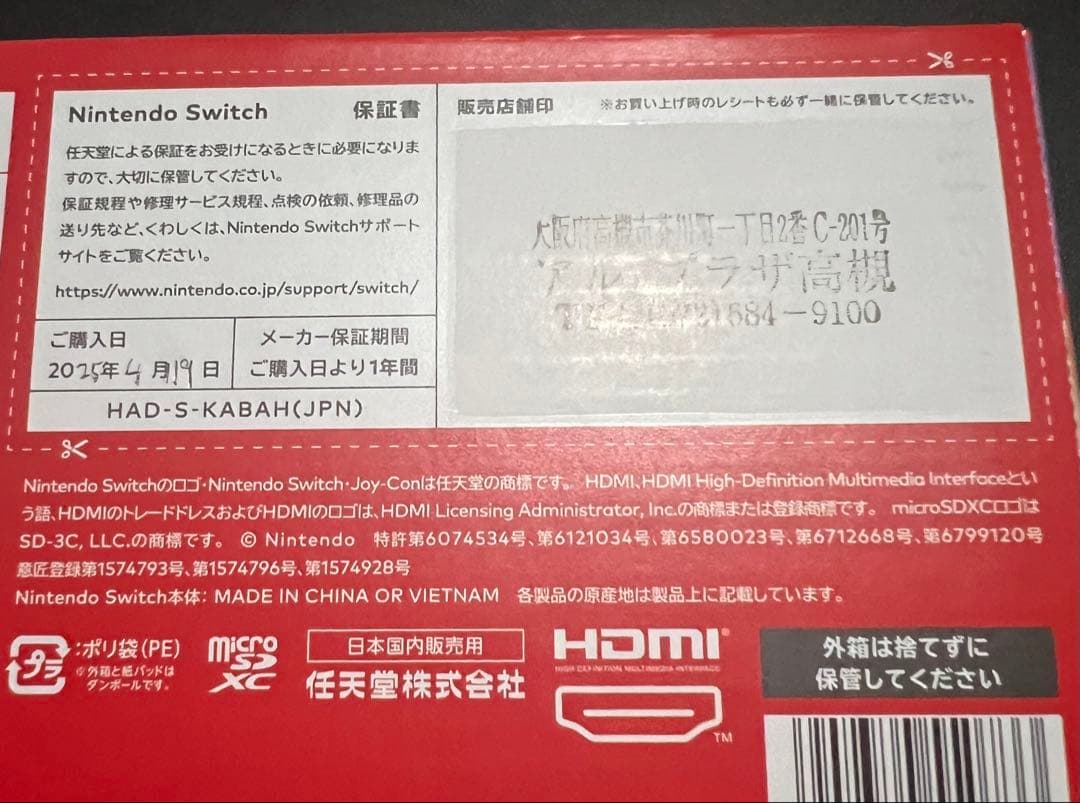 Nintendo Switch 保証書
任天堂による保証をお受けになるときに必要になりま
すので、大切に保管してください。
保証規程や修理サービス規程、点検の依頼、修理品の
送り先など、くわしくは、Nintendo Switchサポート
サイトをご覧ください。
https://www.nintendo.co.jp/support/switch/
ご購入日
2025年4月19日
メーカー保証期間
ご購入日より1年間
HAD-S-KABAH(JPN)
販売店舗印 ※お買い上げ時のレシートも必ず一緒に保管してください。
大阪府高槻市芥川町一丁目2番C-201号
プラザ高槻
684-9100
Nintendo Switchのロゴ・Nintendo Switch・Joy-Conは任天堂の商標です。 HDMI、HDMI High-Definition Multimedia Interfaceとい
う語、HDMIのトレードドレスおよびHDMIのロゴは、HDMI Licensing Administrator, Inc.の商標または登録商標です。 microSDXCロゴは
SD-3C, LLC.の商標です。 © Nintendo 特許第6074534号、第6121034号、第6580023号、第6712668号、第6799120号
意匠登録第1574793号、第1574796号、第1574928号
Nintendo Switch本体: MADE IN CHINA OR VIETNAM 各製品の原産地は製品上に記載しています。
プラ
:ポリ袋(PE)
※外箱と紙パッドは
ダンボールです。
micro
SD
XC
日本国内販売用
任天堂株式会社
HDMI®
HIGH DEFINITION MULTIMEDIA INTERFACE
TM
外箱は捨てずに
保管してください